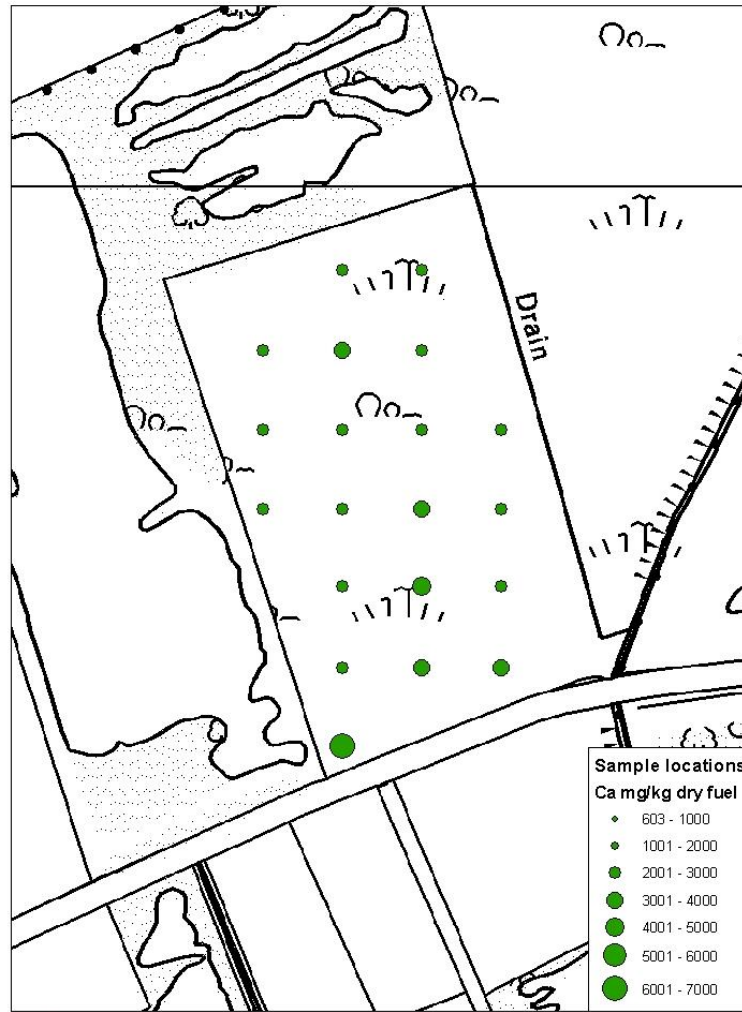 Drain
Sample locations
Ca mg/kg dry fuel
603 - 1000
1001 - 2000
2001 - 3000
3001 - 4000
4001 - 5000
5001 - 6000
6001 - 7000